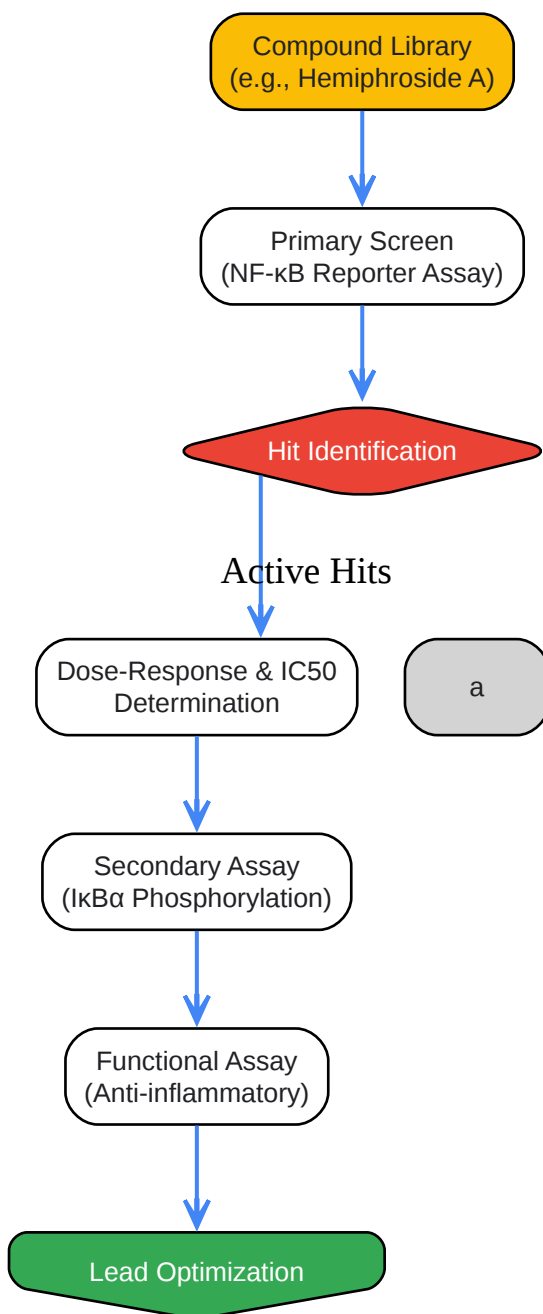 Compound Library
(e.g., Hemiphroside A)
Primary Screen
(NF-κB Reporter Assay)
Hit Identification
Active Hits
Dose-Response & IC50
Determination
a
Secondary Assay
(IκBα Phosphorylation)
Functional Assay
(Anti-inflammatory)
Lead Optimization